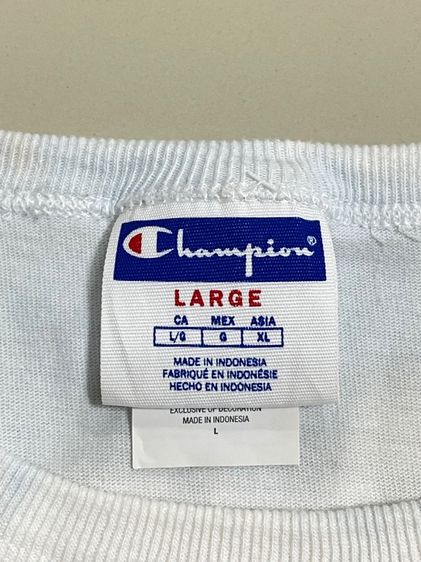 Champion®
LARGE
CA MEX ASIA
L/G G XL
MADE IN INDONESIA
FABRIQUÉ EN INDONÉSIE
HECHO EN INDONESIA
EXCLUSIVE OF DECORATION
MADE IN INDONESIA
L